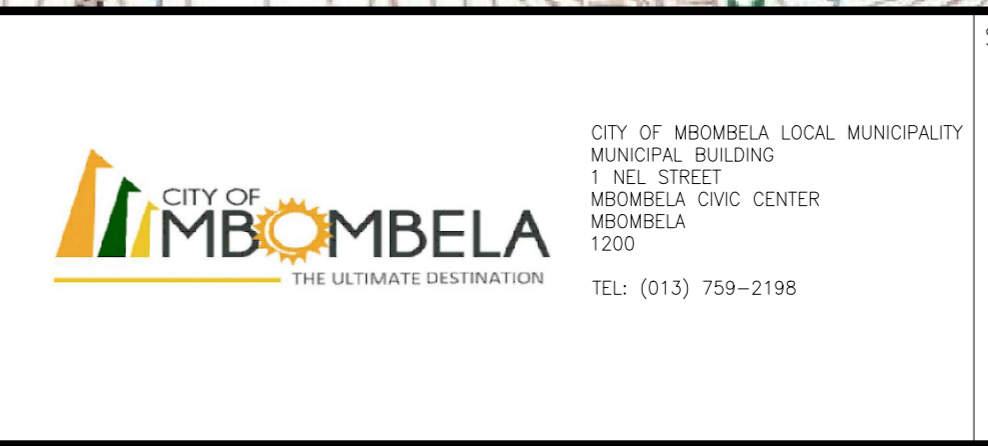 CITY OF
MBOMBELA
THE ULTIMATE DESTINATION
CITY OF MBOMBELA LOCAL MUNICIPALITY
MUNICIPAL BUILDING
1 NEL STREET
MBOMBELA CIVIC CENTER
MBOMBELA
1200
TEL: (013) 759-2198